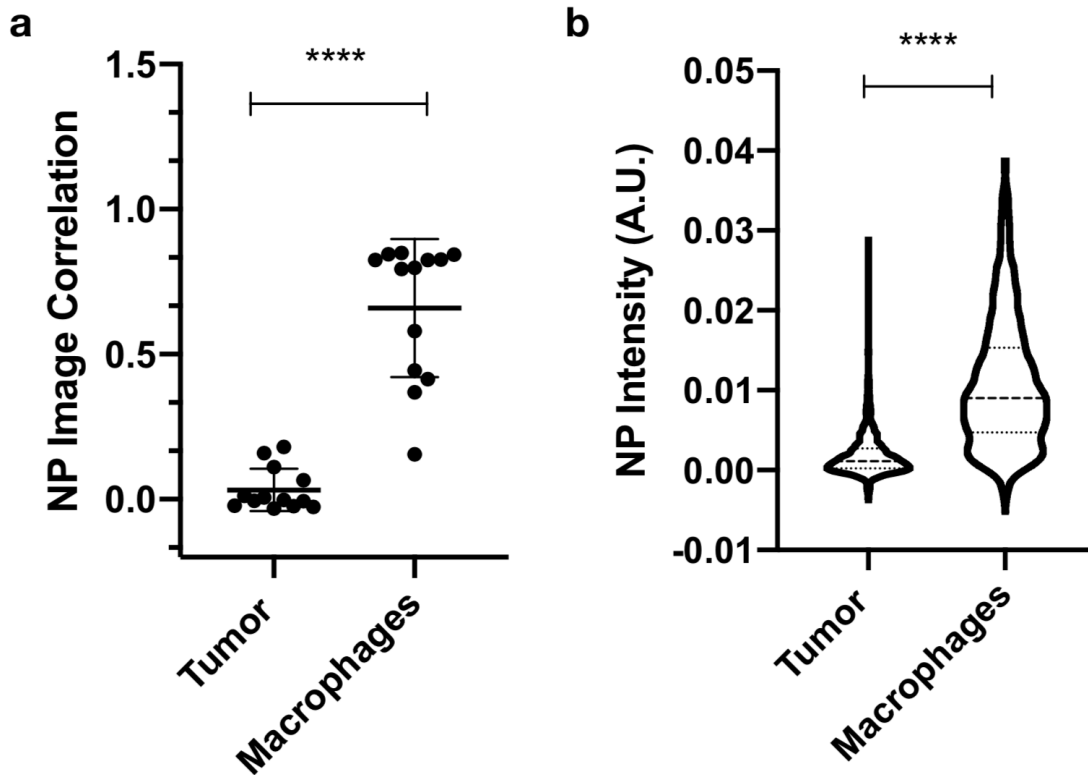 a
****
NP Image Correlation
1.5
1.0
0.5
0.0
Tumor
Macrophages
b
****
NP Intensity (A.U.)
0.05
0.04
0.03
0.02
0.01
0.00
-0.01
Tumor
Macrophages